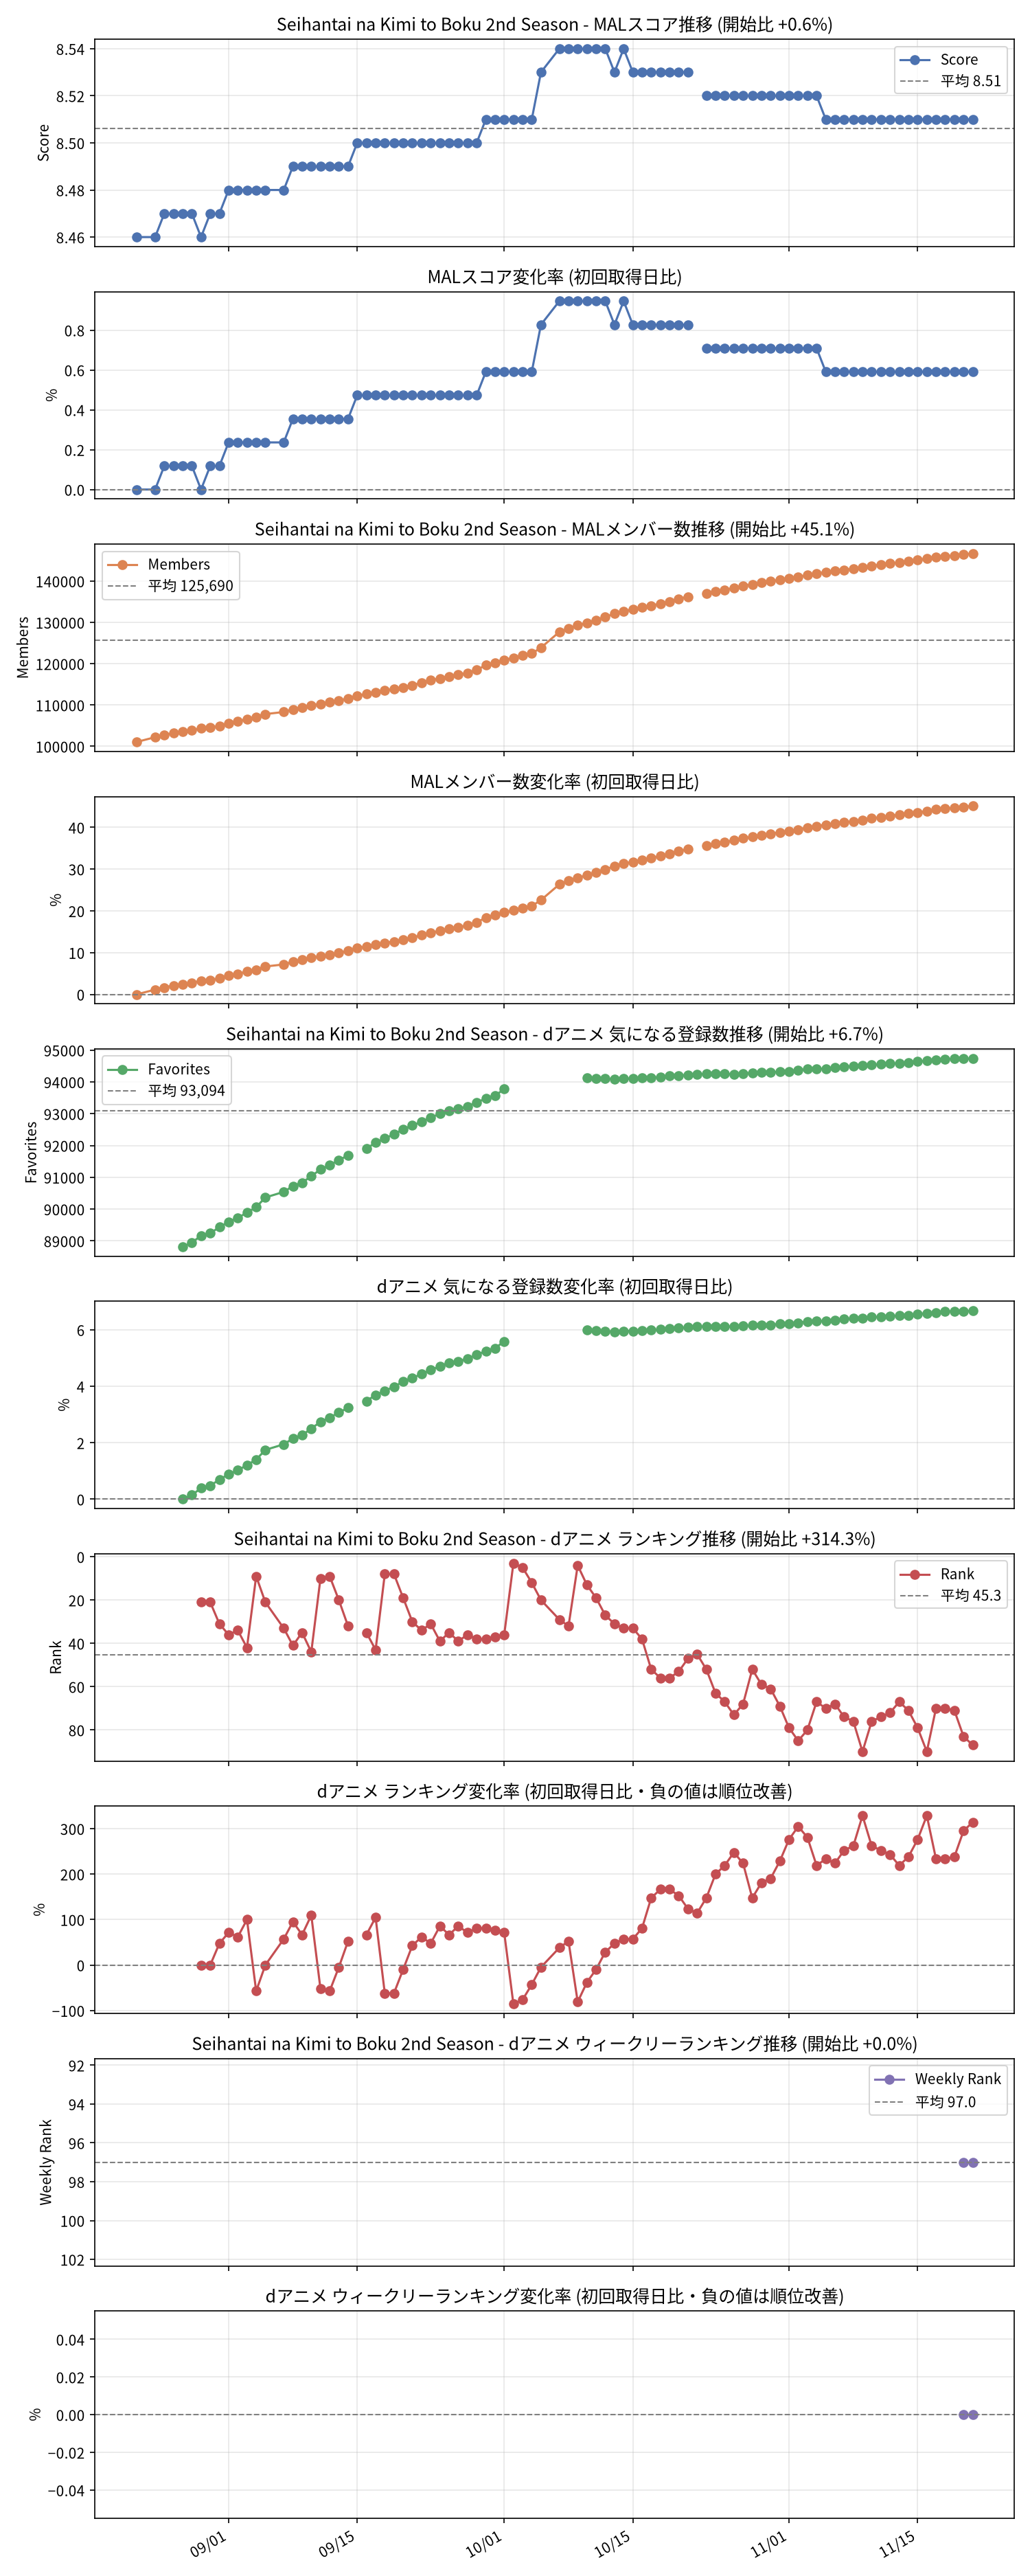 Seihantai na Kimi to Boku 2nd Season - MALスコア推移 (開始比 +0.6%)
8.54
8.52
8.50
8.48
8.46
Score
Score
平均 8.51
MALスコア変化率 (初回取得日比)
0.8
0.6
0.4
0.2
0.0
%
Seihantai na Kimi to Boku 2nd Season - MALメンバー数推移 (開始比 +45.1%)
140000
130000
120000
110000
100000
Members
Members
平均 125,690
MALメンバー数変化率 (初回取得日比)
40
30
20
10
0
%
Seihantai na Kimi to Boku 2nd Season - dアニメ 気になる登録数推移 (開始比 +6.7%)
95000
94000
93000
92000
91000
90000
89000
Favorites
Favorites
平均 93,094
dアニメ 気になる登録数変化率 (初回取得日比)
6
4
2
0
%
Seihantai na Kimi to Boku 2nd Season - dアニメ ランキング推移 (開始比 +314.3%)
0
20
40
60
80
Rank
Rank
平均 45.3
dアニメ ランキング変化率 (初回取得日比・負の値は順位改善)
300
200
100
0
−100
%
Seihantai na Kimi to Boku 2nd Season - dアニメ ウィークリーランキング推移 (開始比 +0.0%)
92
94
96
98
100
102
Weekly Rank
Weekly Rank
平均 97.0
dアニメ ウィークリーランキング変化率 (初回取得日比・負の値は順位改善)
0.04
0.02
0.00
−0.02
−0.04
%
09/01
09/15
10/01
10/15
11/01
11/15